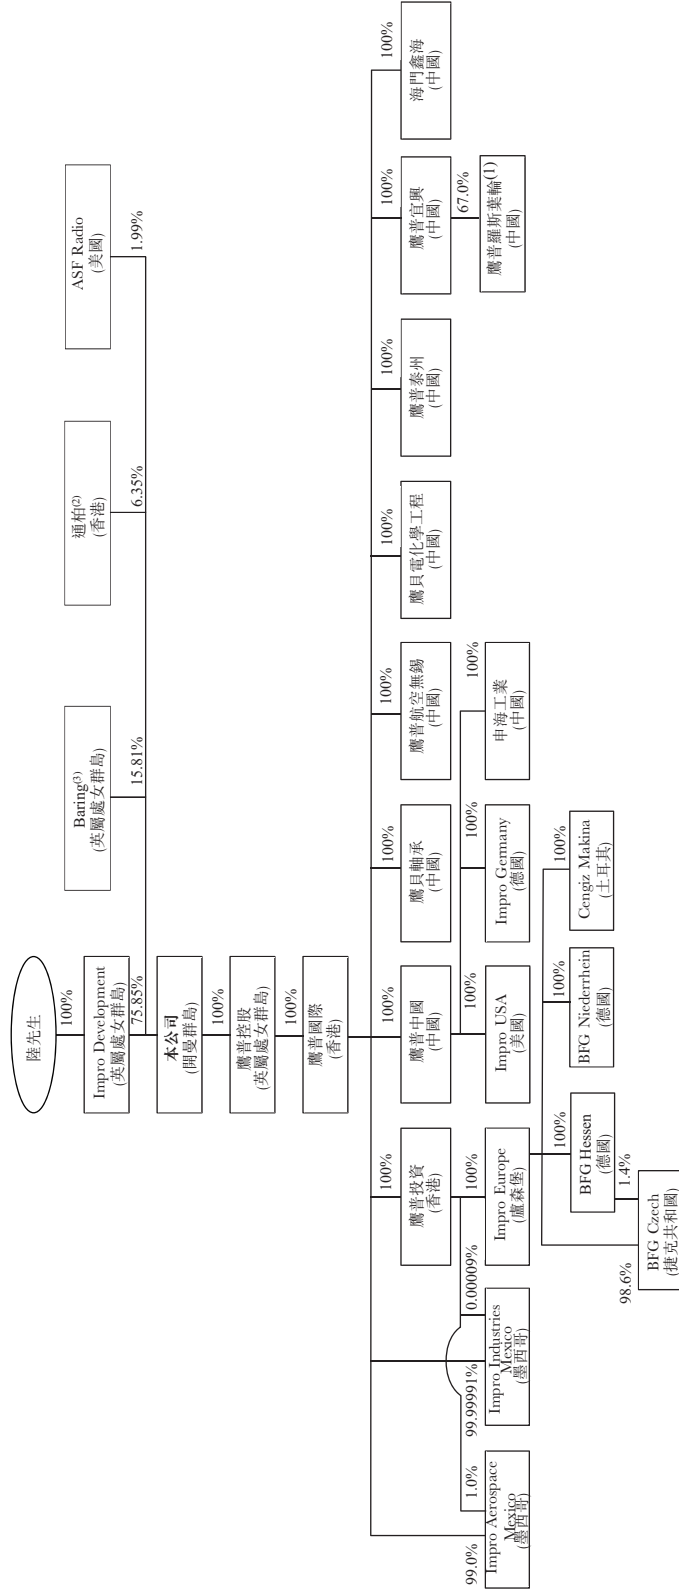 陸先生
100%
Impro Development
(英屬處女群島)
Baring(3)
(英屬處女群島)
通柏(2)
(香港)
ASF Radio
(美國)
75.85%
15.81%
6.35%
1.99%
本公司
(開曼群島)
100%
鷹普控股
(英屬處女群島)
100%
鷹普國際
(香港)
100%
100%
100%
100%
100%
100%
100%
100%
鷹普投資
(香港)
鷹普中國
(中國)
鷹貝軸承
(中國)
鷹普航空無錫
(中國)
鷹貝電化學工程
(中國)
鷹普泰州
(中國)
鷹普宜興
(中國)
海門鑫海
(中國)
99.0%
1.0%
99.99991%
0.00009%
100%
100%
100%
100%
67.0%
Impro Aerospace
Mexico
(墨西哥)
Impro Industries
Mexico
(墨西哥)
Impro Europe
(盧森堡)
Impro USA
(美國)
Impro Germany
(德國)
申海工業
(中國)
鷹普羅斯葉輪(1)
(中國)
100%
100%
100%
BFG Hessen
(德國)
BFG Niederrhein
(德國)
Cengiz Makina
(土耳其)
98.6%
1.4%
BFG Czech
(捷克共和國)